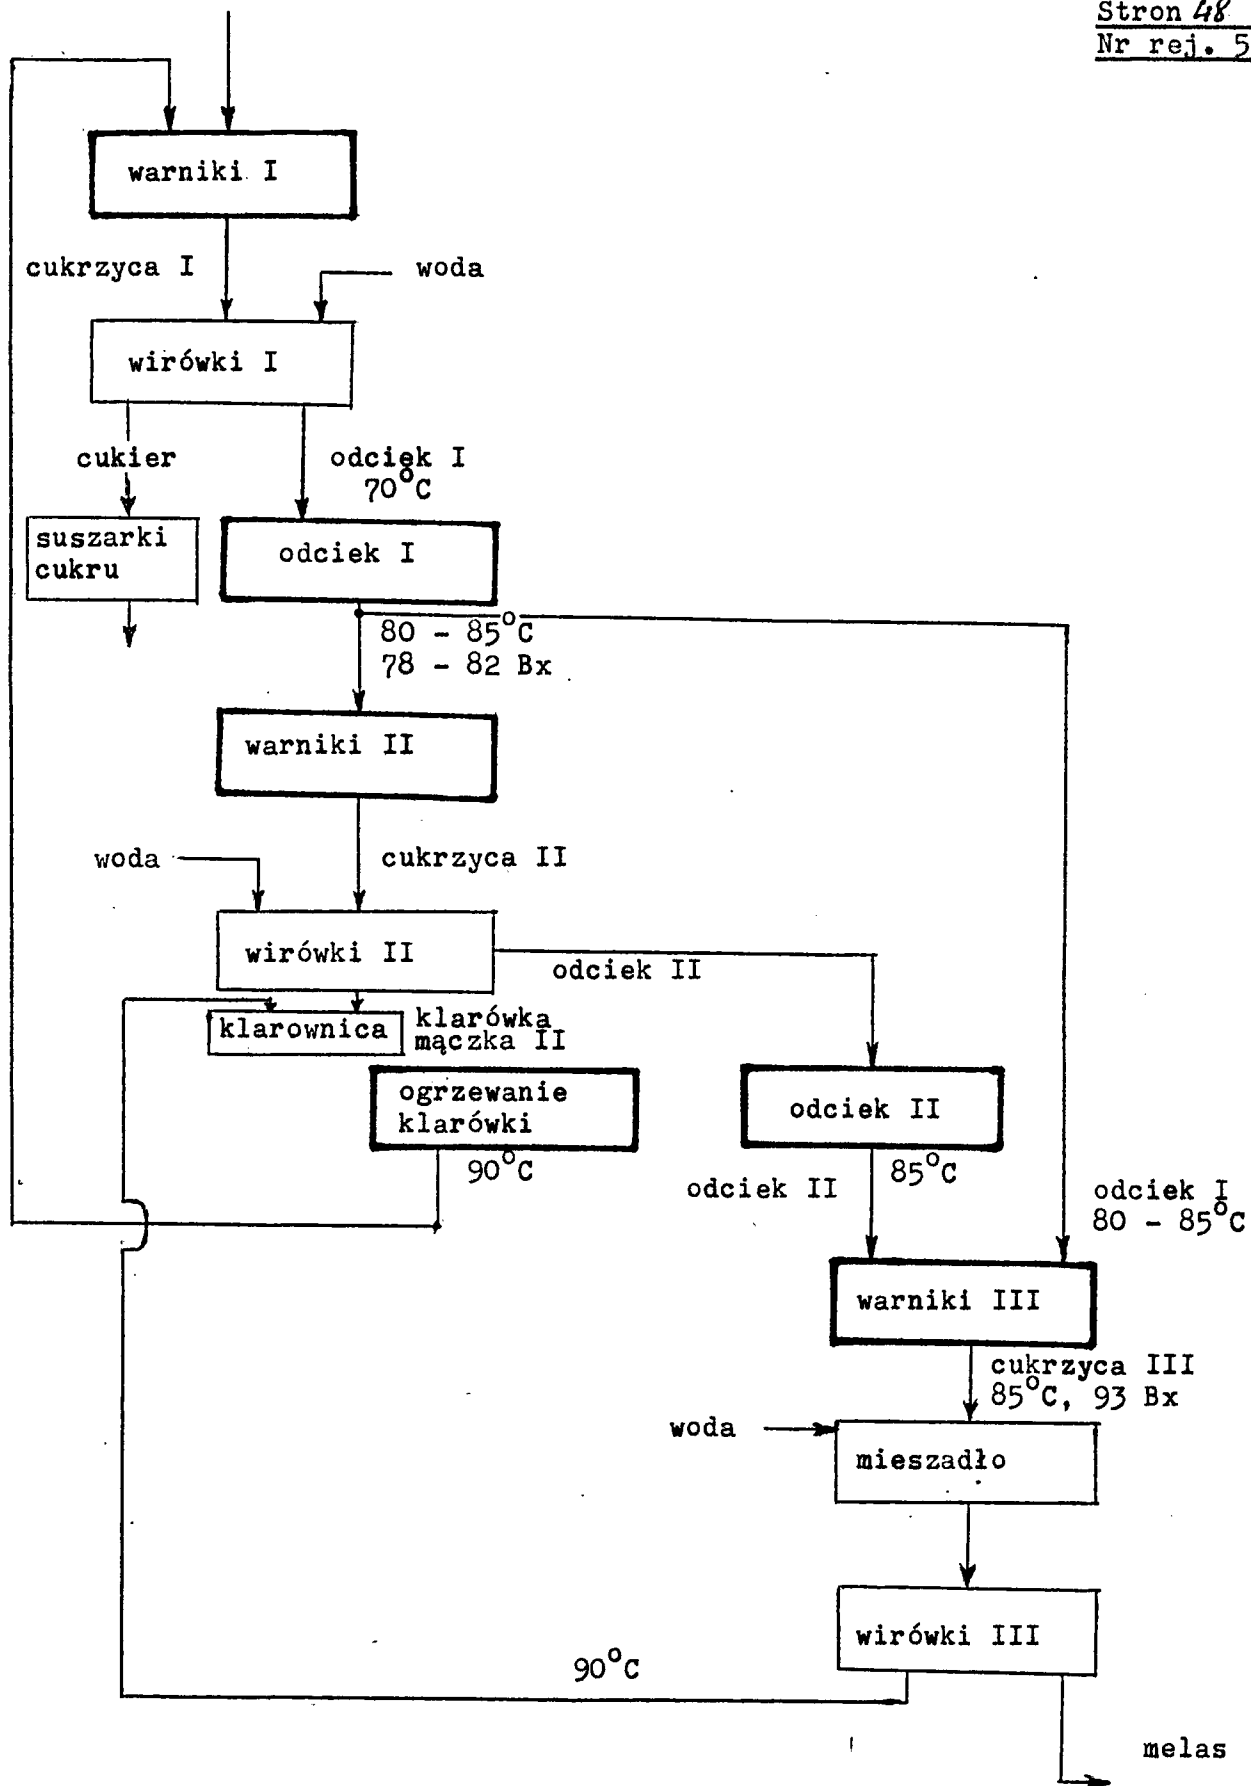 Stron 48
Nr rej. 5
warniki I
cukrzyca I
woda
wirówki I
cukier
odciek I
70°C
suszarki
cukru
odciek I
80 - 85°C
78 - 82 Bx
warniki II
woda
cukrzyca II
wirówki II
odciek II
klarownica
klarówka
mączka II
ogrzewanie
klarówki
90°C
odciek II
85°C
odciek II
odciek I
80 - 85°C
warniki III
cukrzyca III
85°C, 93 Bx
woda
mieszadło
wirówki III
90°C
melas